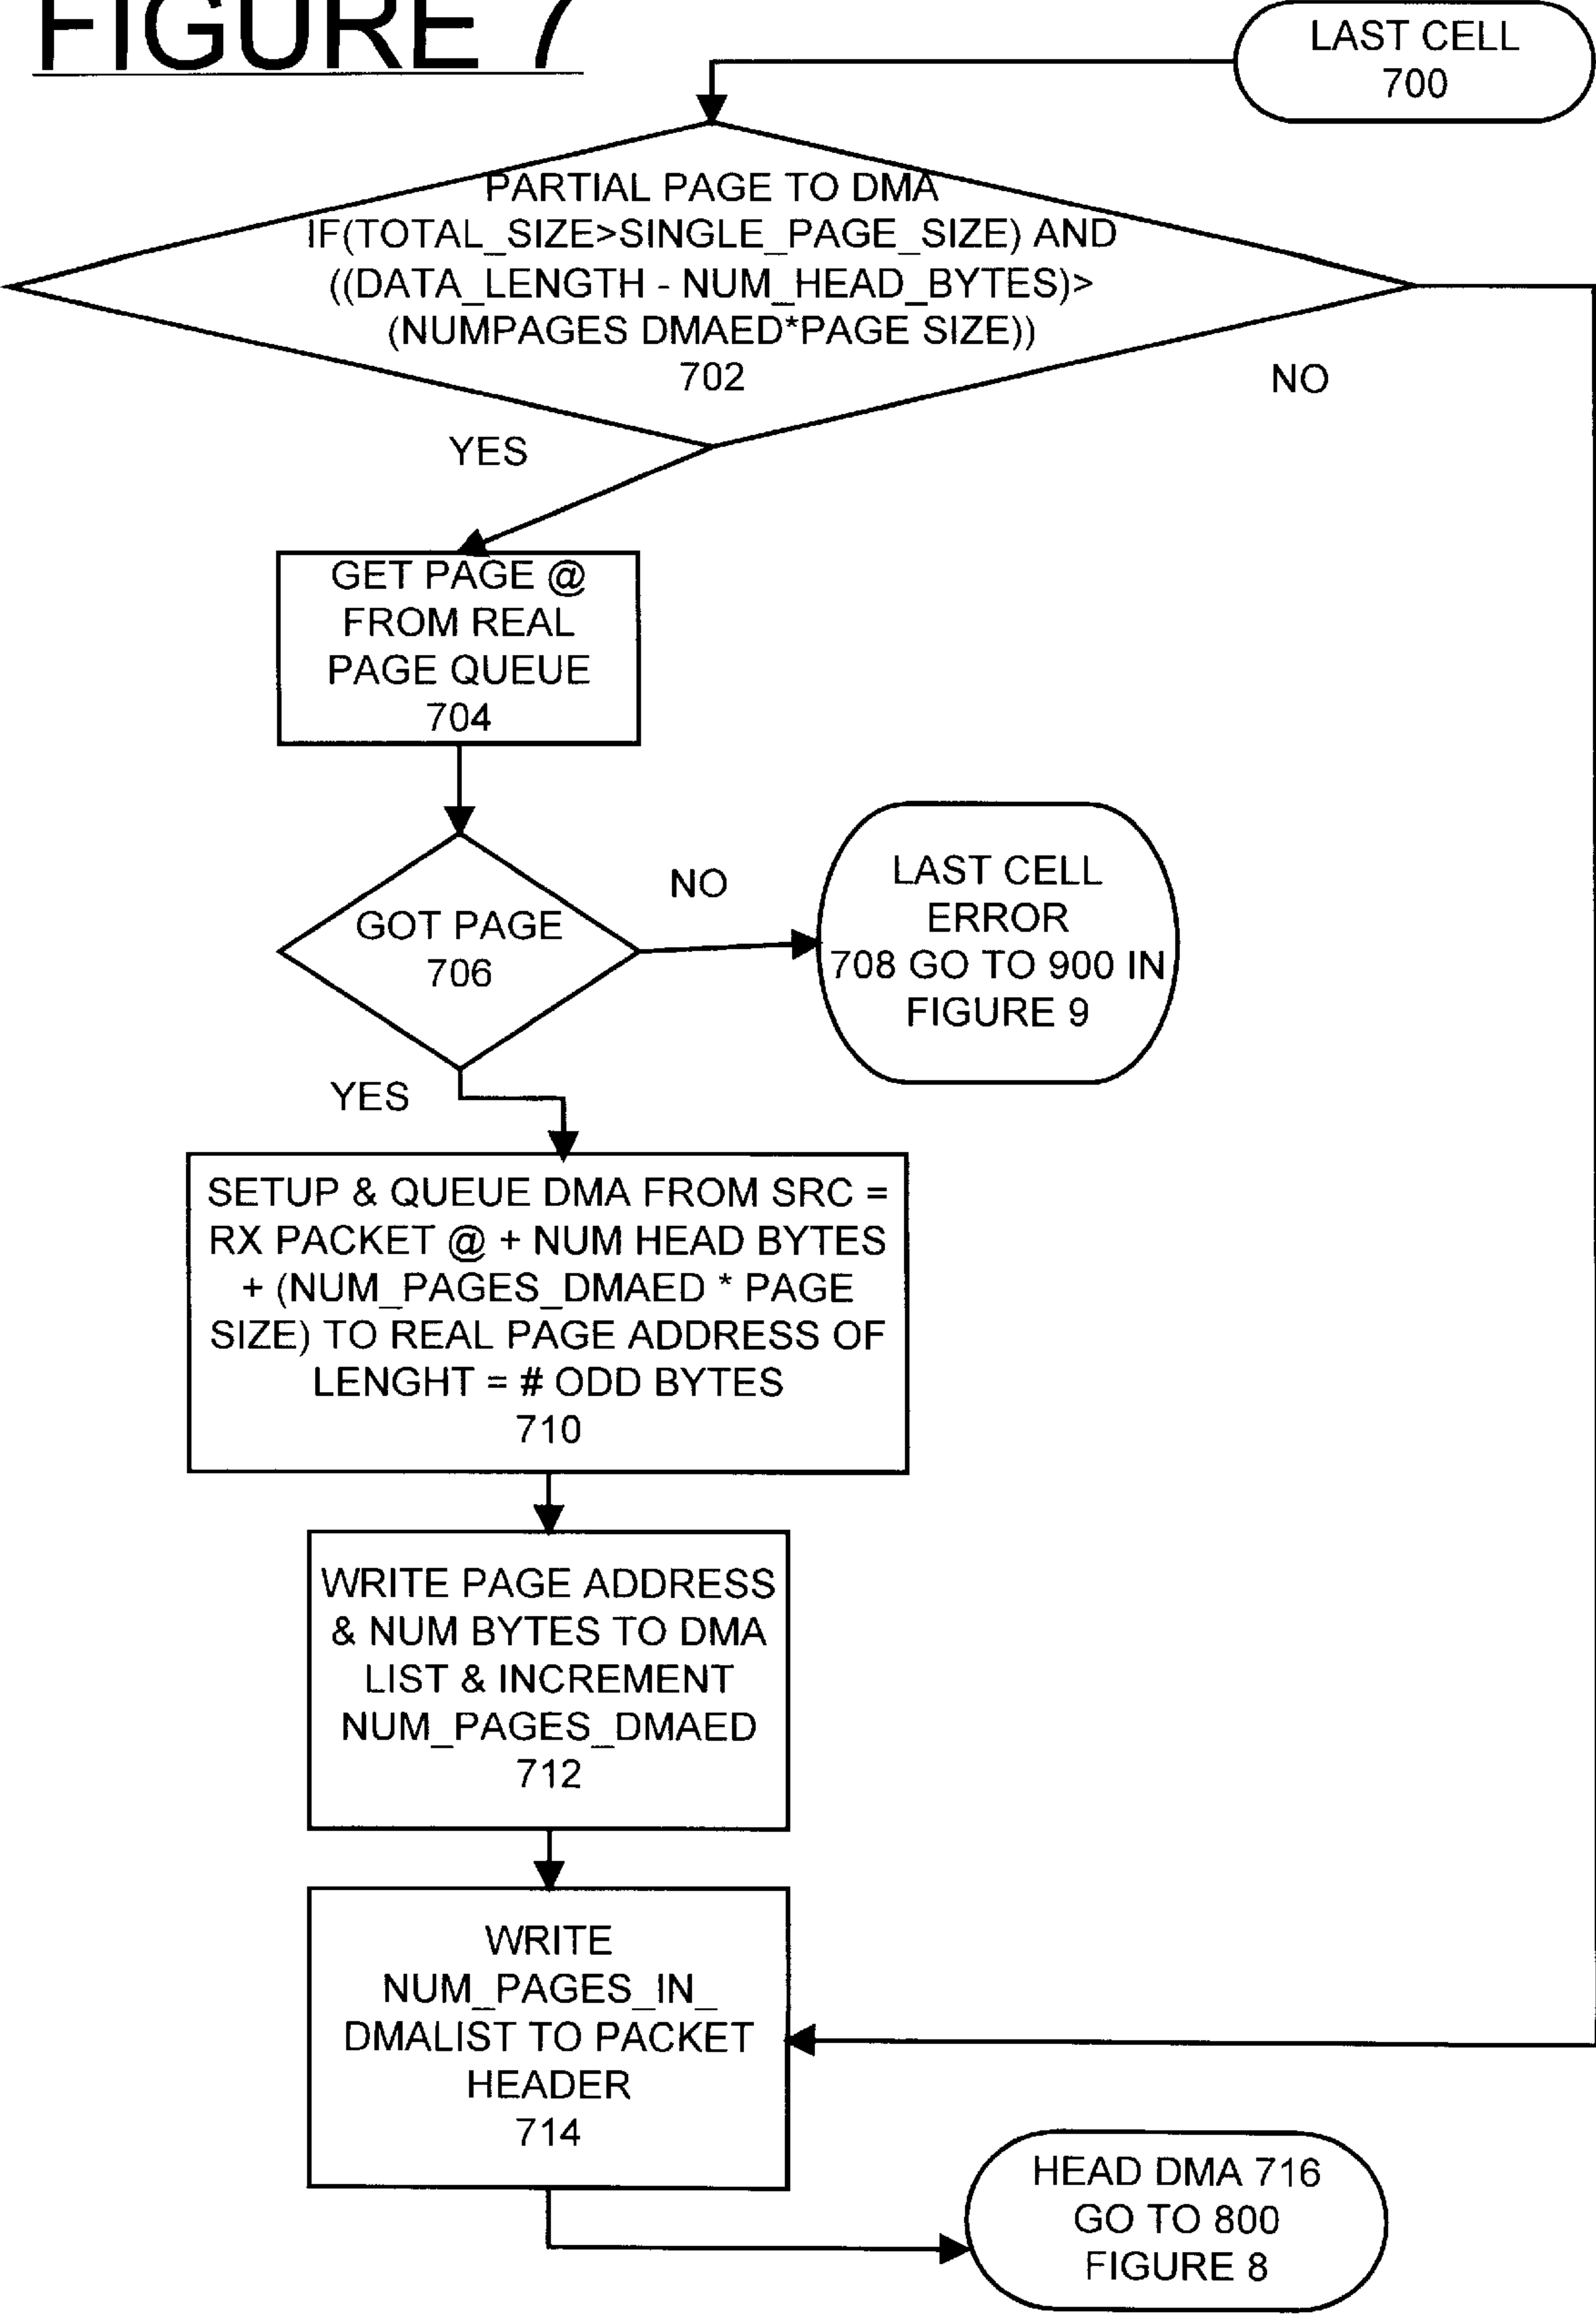 FIGURE 7
LAST CELL
700
PARTIAL PAGE TO DMA
IF(TOTAL_SIZE>SINGLE_PAGE_SIZE) AND
((DATA_LENGTH - NUM_HEAD_BYTES)>
(NUMPAGES DMAED*PAGE SIZE))
702
NO
YES
GET PAGE @
FROM REAL
PAGE QUEUE
704
GOT PAGE
706
NO
LAST CELL
ERROR
708 GO TO 900 IN
FIGURE 9
YES
SETUP & QUEUE DMA FROM SRC =
RX PACKET @ + NUM HEAD BYTES
+ (NUM_PAGES_DMAED * PAGE
SIZE) TO REAL PAGE ADDRESS OF
LENGHT = # ODD BYTES
710
WRITE PAGE ADDRESS
& NUM BYTES TO DMA
LIST & INCREMENT
NUM_PAGES_DMAED
712
WRITE
NUM_PAGES_IN_
DMALIST TO PACKET
HEADER
714
HEAD DMA 716
GO TO 800
FIGURE 8